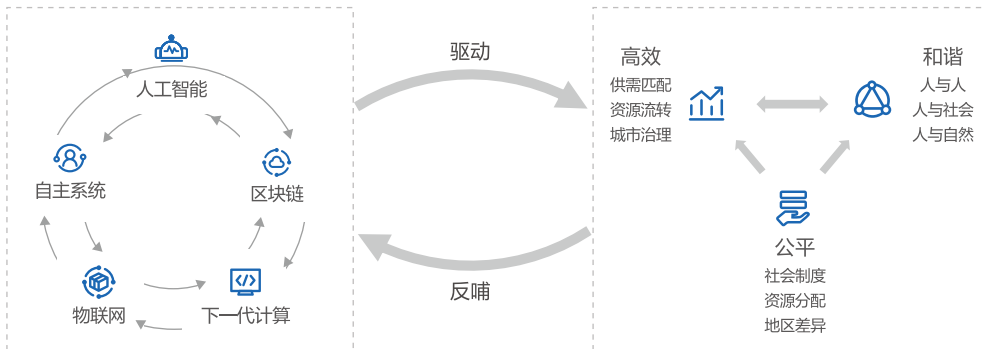 人工智能
自主系统
区块链
物联网
下一代计算
驱动
反哺
高效
供需匹配
资源流转
城市治理
和谐
人与人
人与社会
人与自然
公平
社会制度
资源分配
地区差异